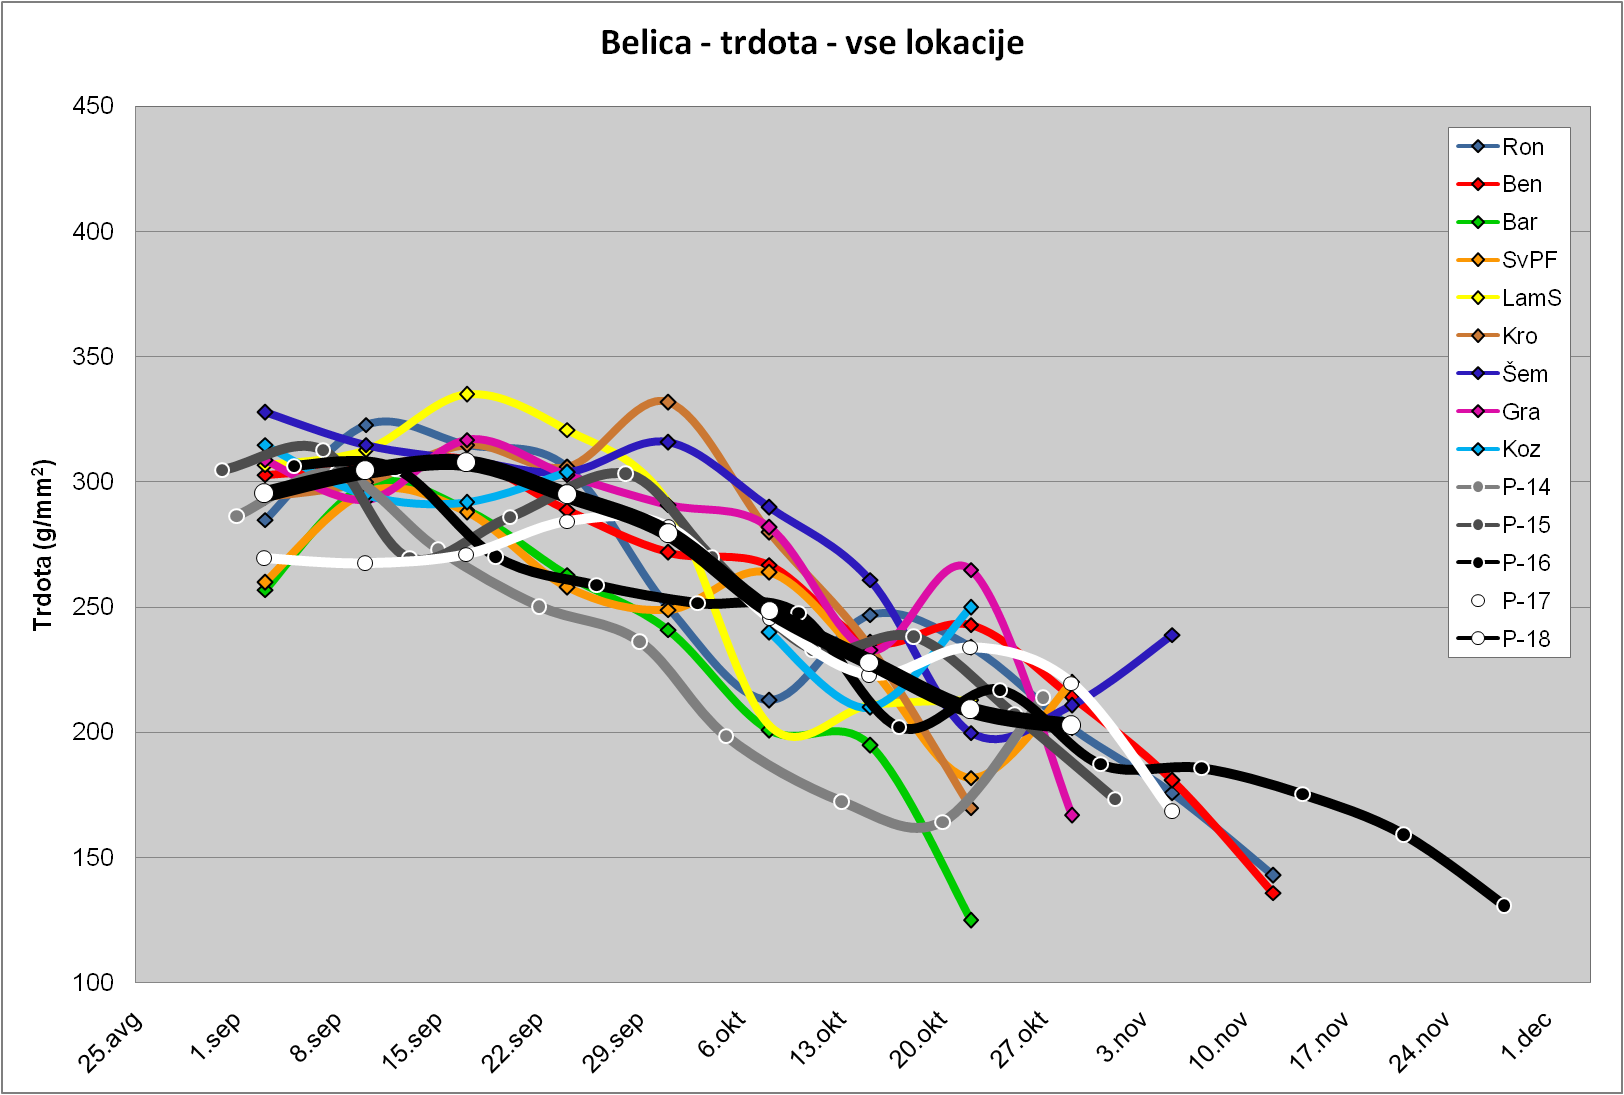 Belica - trdota - vse lokacije
Trdota (g/mm²)
450
400
350
300
250
200
150
100
25.avg
1.sep
8.sep
15.sep
22.sep
29.sep
6.okt
13.okt
20.okt
27.okt
3.nov
10.nov
17.nov
24.nov
1.dec
Ron
Ben
Bar
SvPF
LamS
Kro
Šem
Gra
Koz
P-14
P-15
P-16
P-17
P-18